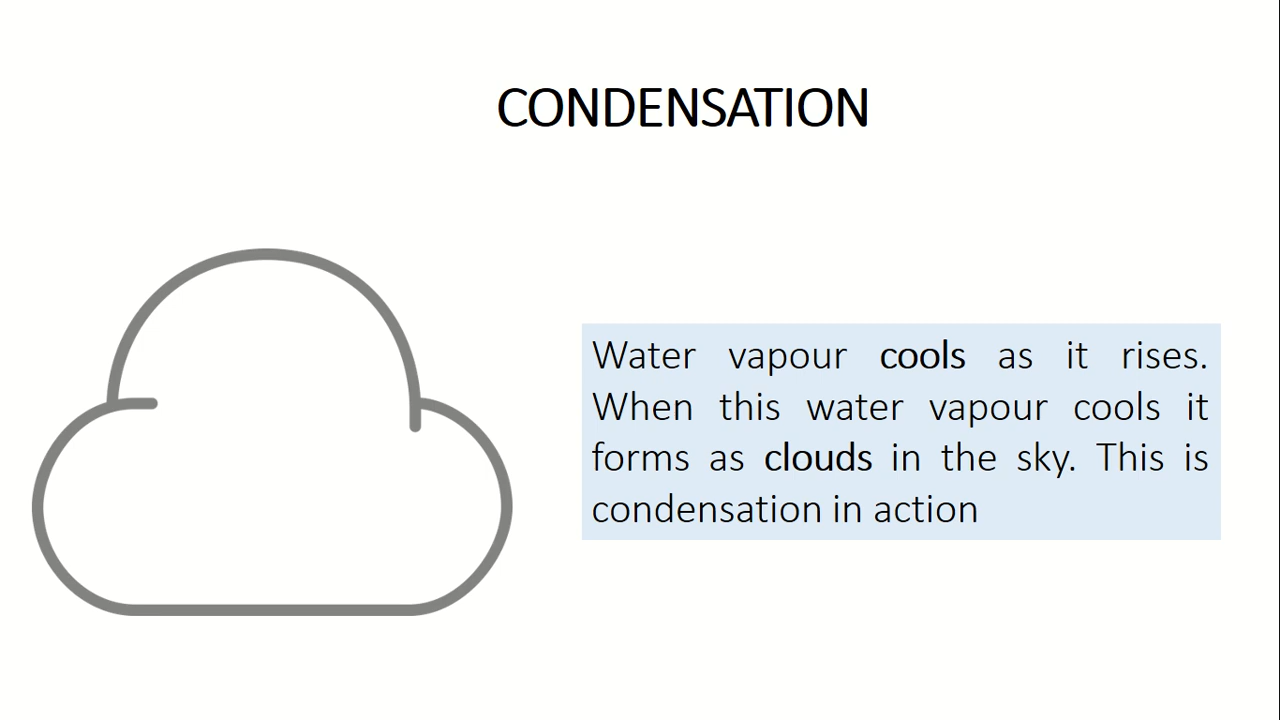 CONDENSATION
Water vapour cools as it rises.
When this water vapour cools it
forms as clouds in the sky. This is
condensation in action